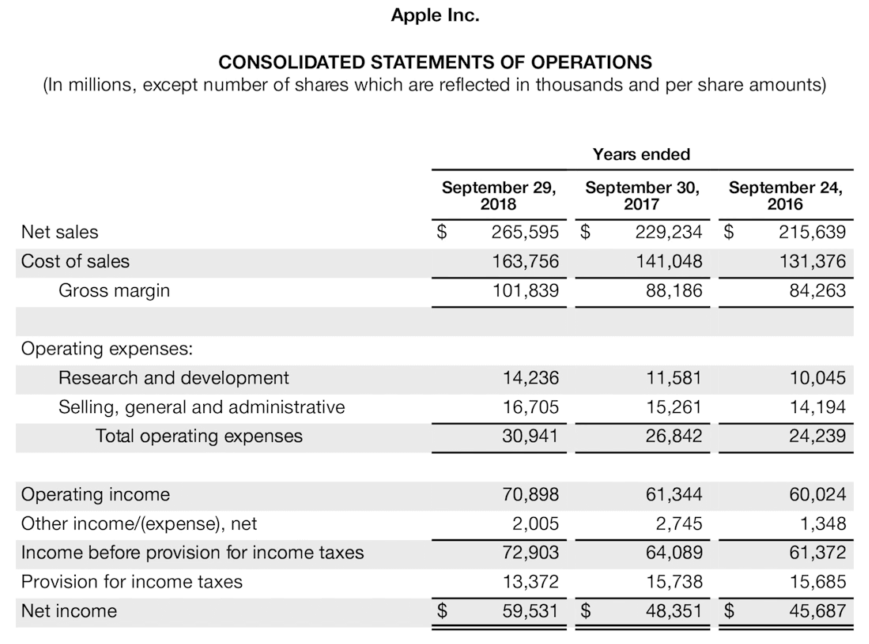 Apple Inc.
CONSOLIDATED STATEMENTS OF OPERATIONS
(In millions, except number of shares which are reflected in thousands and per share amounts)
Years ended
September 29, 2018 September 30, 2017 September 24, 2016
Net sales $ 265,595 $ 229,234 $ 215,639
Cost of sales 163,756 141,048 131,376
Gross margin 101,839 88,186 84,263
Operating expenses:
Research and development 14,236 11,581 10,045
Selling, general and administrative 16,705 15,261 14,194
Total operating expenses 30,941 26,842 24,239
Operating income 70,898 61,344 60,024
Other income/(expense), net 2,005 2,745 1,348
Income before provision for income taxes 72,903 64,089 61,372
Provision for income taxes 13,372 15,738 15,685
Net income $ 59,531 $ 48,351 $ 45,687